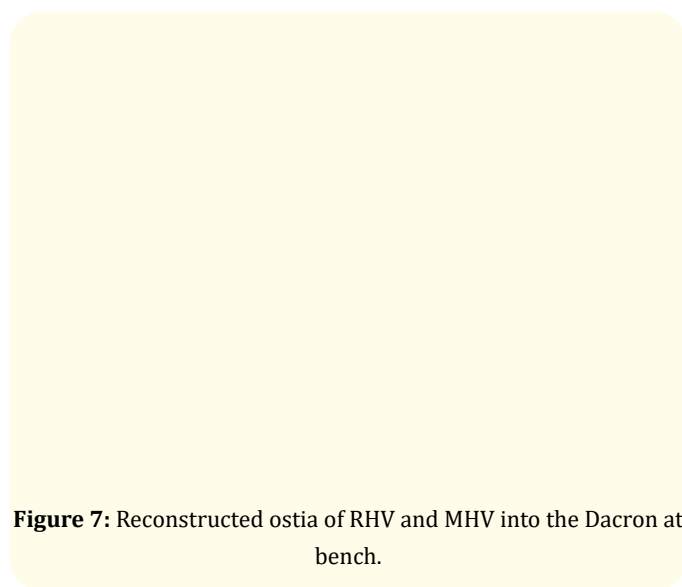 Figure 7: Reconstructed ostia of RHV and MHV into the Dacron at
bench.